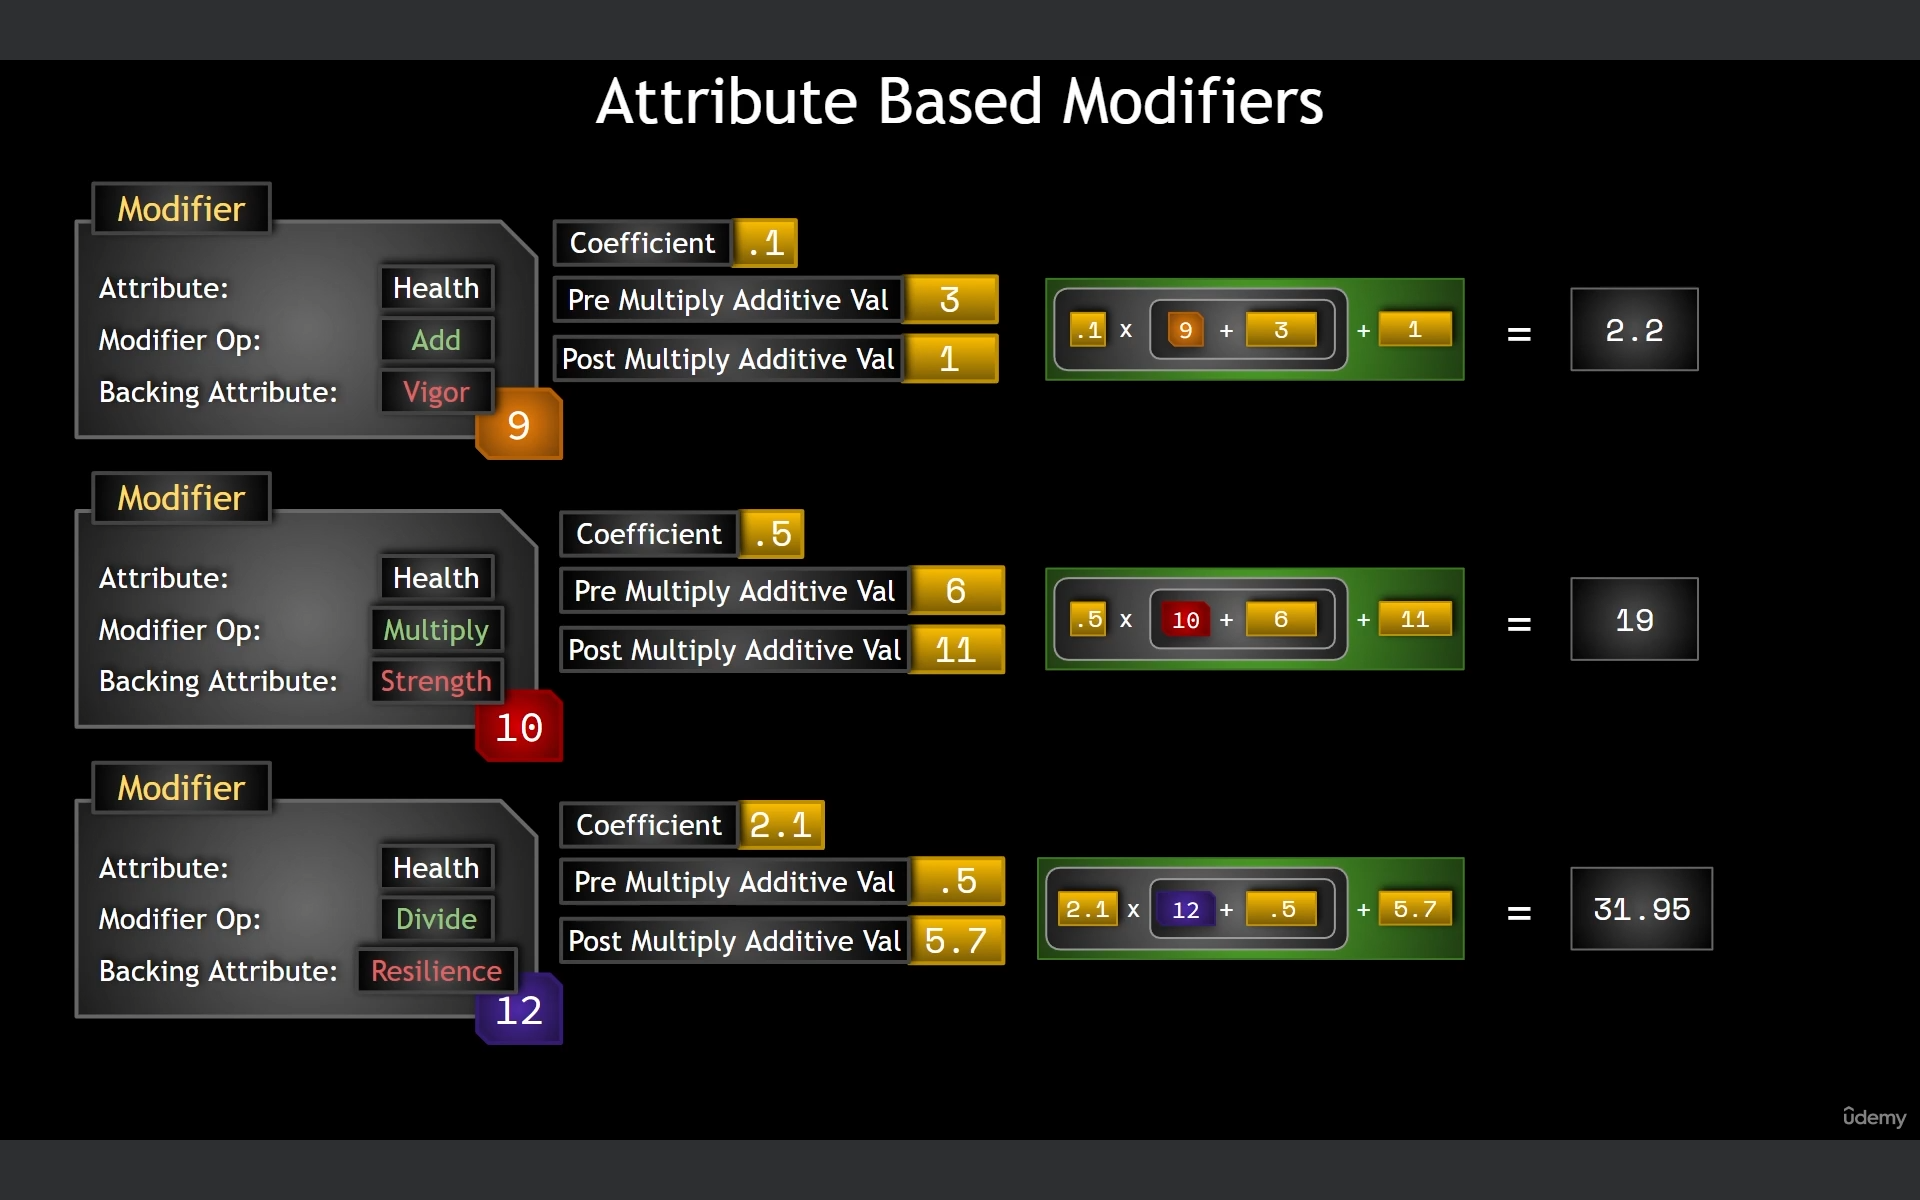 Attribute Based Modifiers
Modifier
Attribute: Health
Modifier Op: Add
Backing Attribute: Vigor
9
Coefficient .1
Pre Multiply Additive Val 3
Post Multiply Additive Val 1
.1 x 9 + 3 + 1 = 2.2
Modifier
Attribute: Health
Modifier Op: Multiply
Backing Attribute: Strength
10
Coefficient .5
Pre Multiply Additive Val 6
Post Multiply Additive Val 11
.5 x 10 + 6 + 11 = 19
Modifier
Attribute: Health
Modifier Op: Divide
Backing Attribute: Resilience
12
Coefficient 2.1
Pre Multiply Additive Val .5
Post Multiply Additive Val 5.7
2.1 x 12 + .5 + 5.7 = 31.95
ûdemy